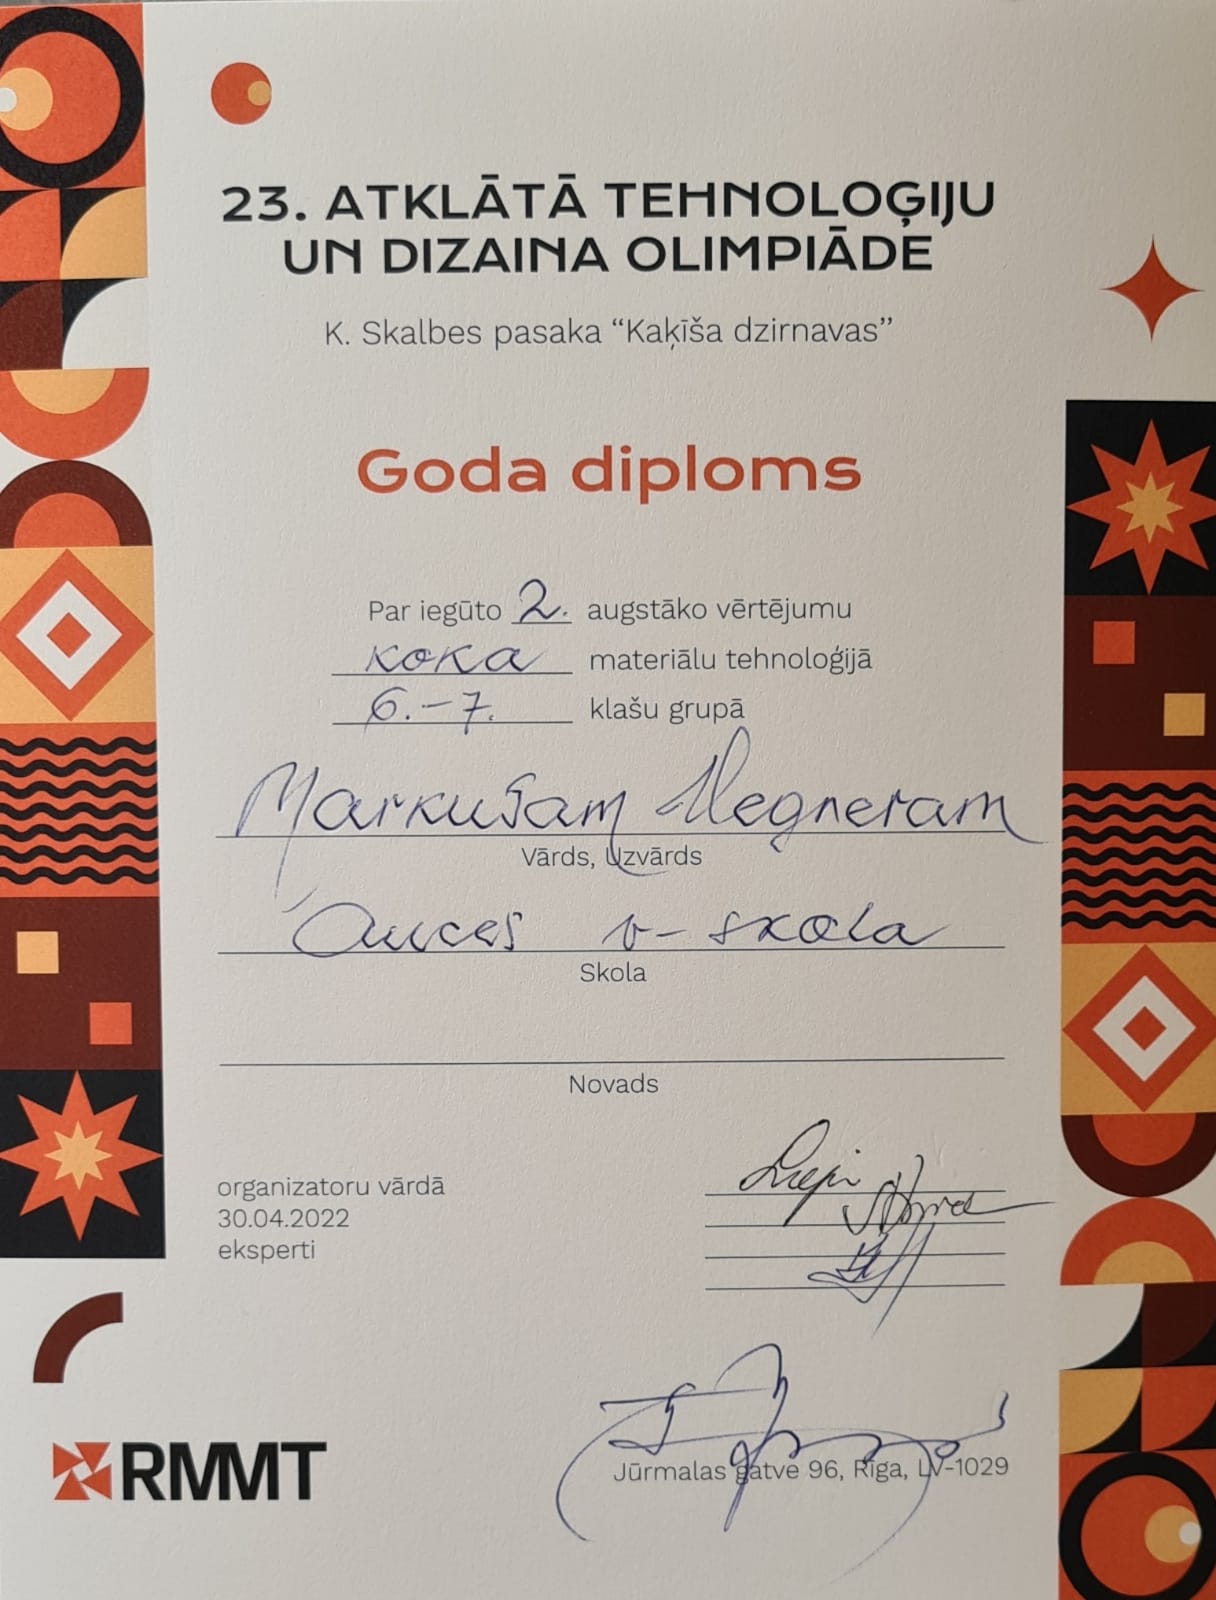 23. ATKLĀTĀ TEHNOLOĢIJU
UN DIZAINA OLIMPIĀDE
K. Skalbes pasaka “Kaķīša dzirnavas”
Goda diploms
Par iegūto 2. augstāko vērtējumu
koka materiālu tehnoloģijā
6.-7. klašu grupā
Markusam Megneram
Vārds, Uzvārds
Auces v-skola
Skola
Novads
organizatoru vārdā
30.04.2022
eksperti
RMMT
Jūrmalas gatve 96, Rīga, LV-1029